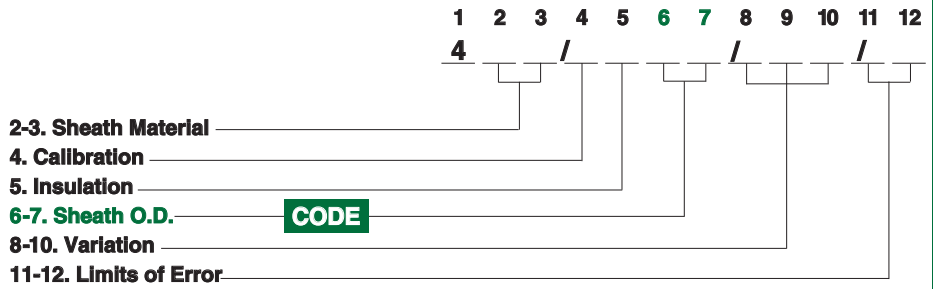 1 2 3 4 5 6 7 8 9 10 11 12
4 / / /
2-3. Sheath Material
4. Calibration
5. Insulation
6-7. Sheath O.D. CODE
8-10. Variation
11-12. Limits of Error